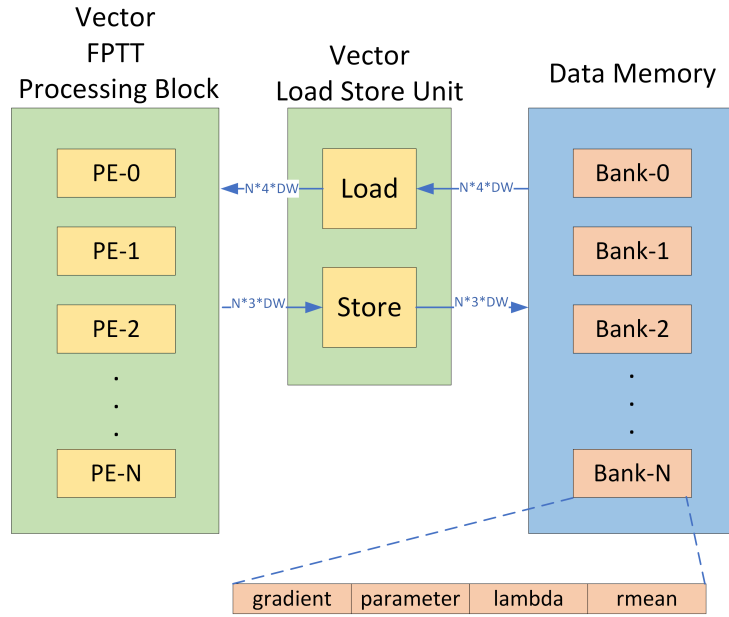 Vector
FPTT
Processing Block
Vector
Load Store Unit
Data Memory
PE-0
PE-1
PE-2
.
.
.
PE-N
N*4*DW
Load
N*4*DW
N*3*DW
Store
N*3*DW
Bank-0
Bank-1
Bank-2
.
.
.
Bank-N
gradient parameter lambda rmean